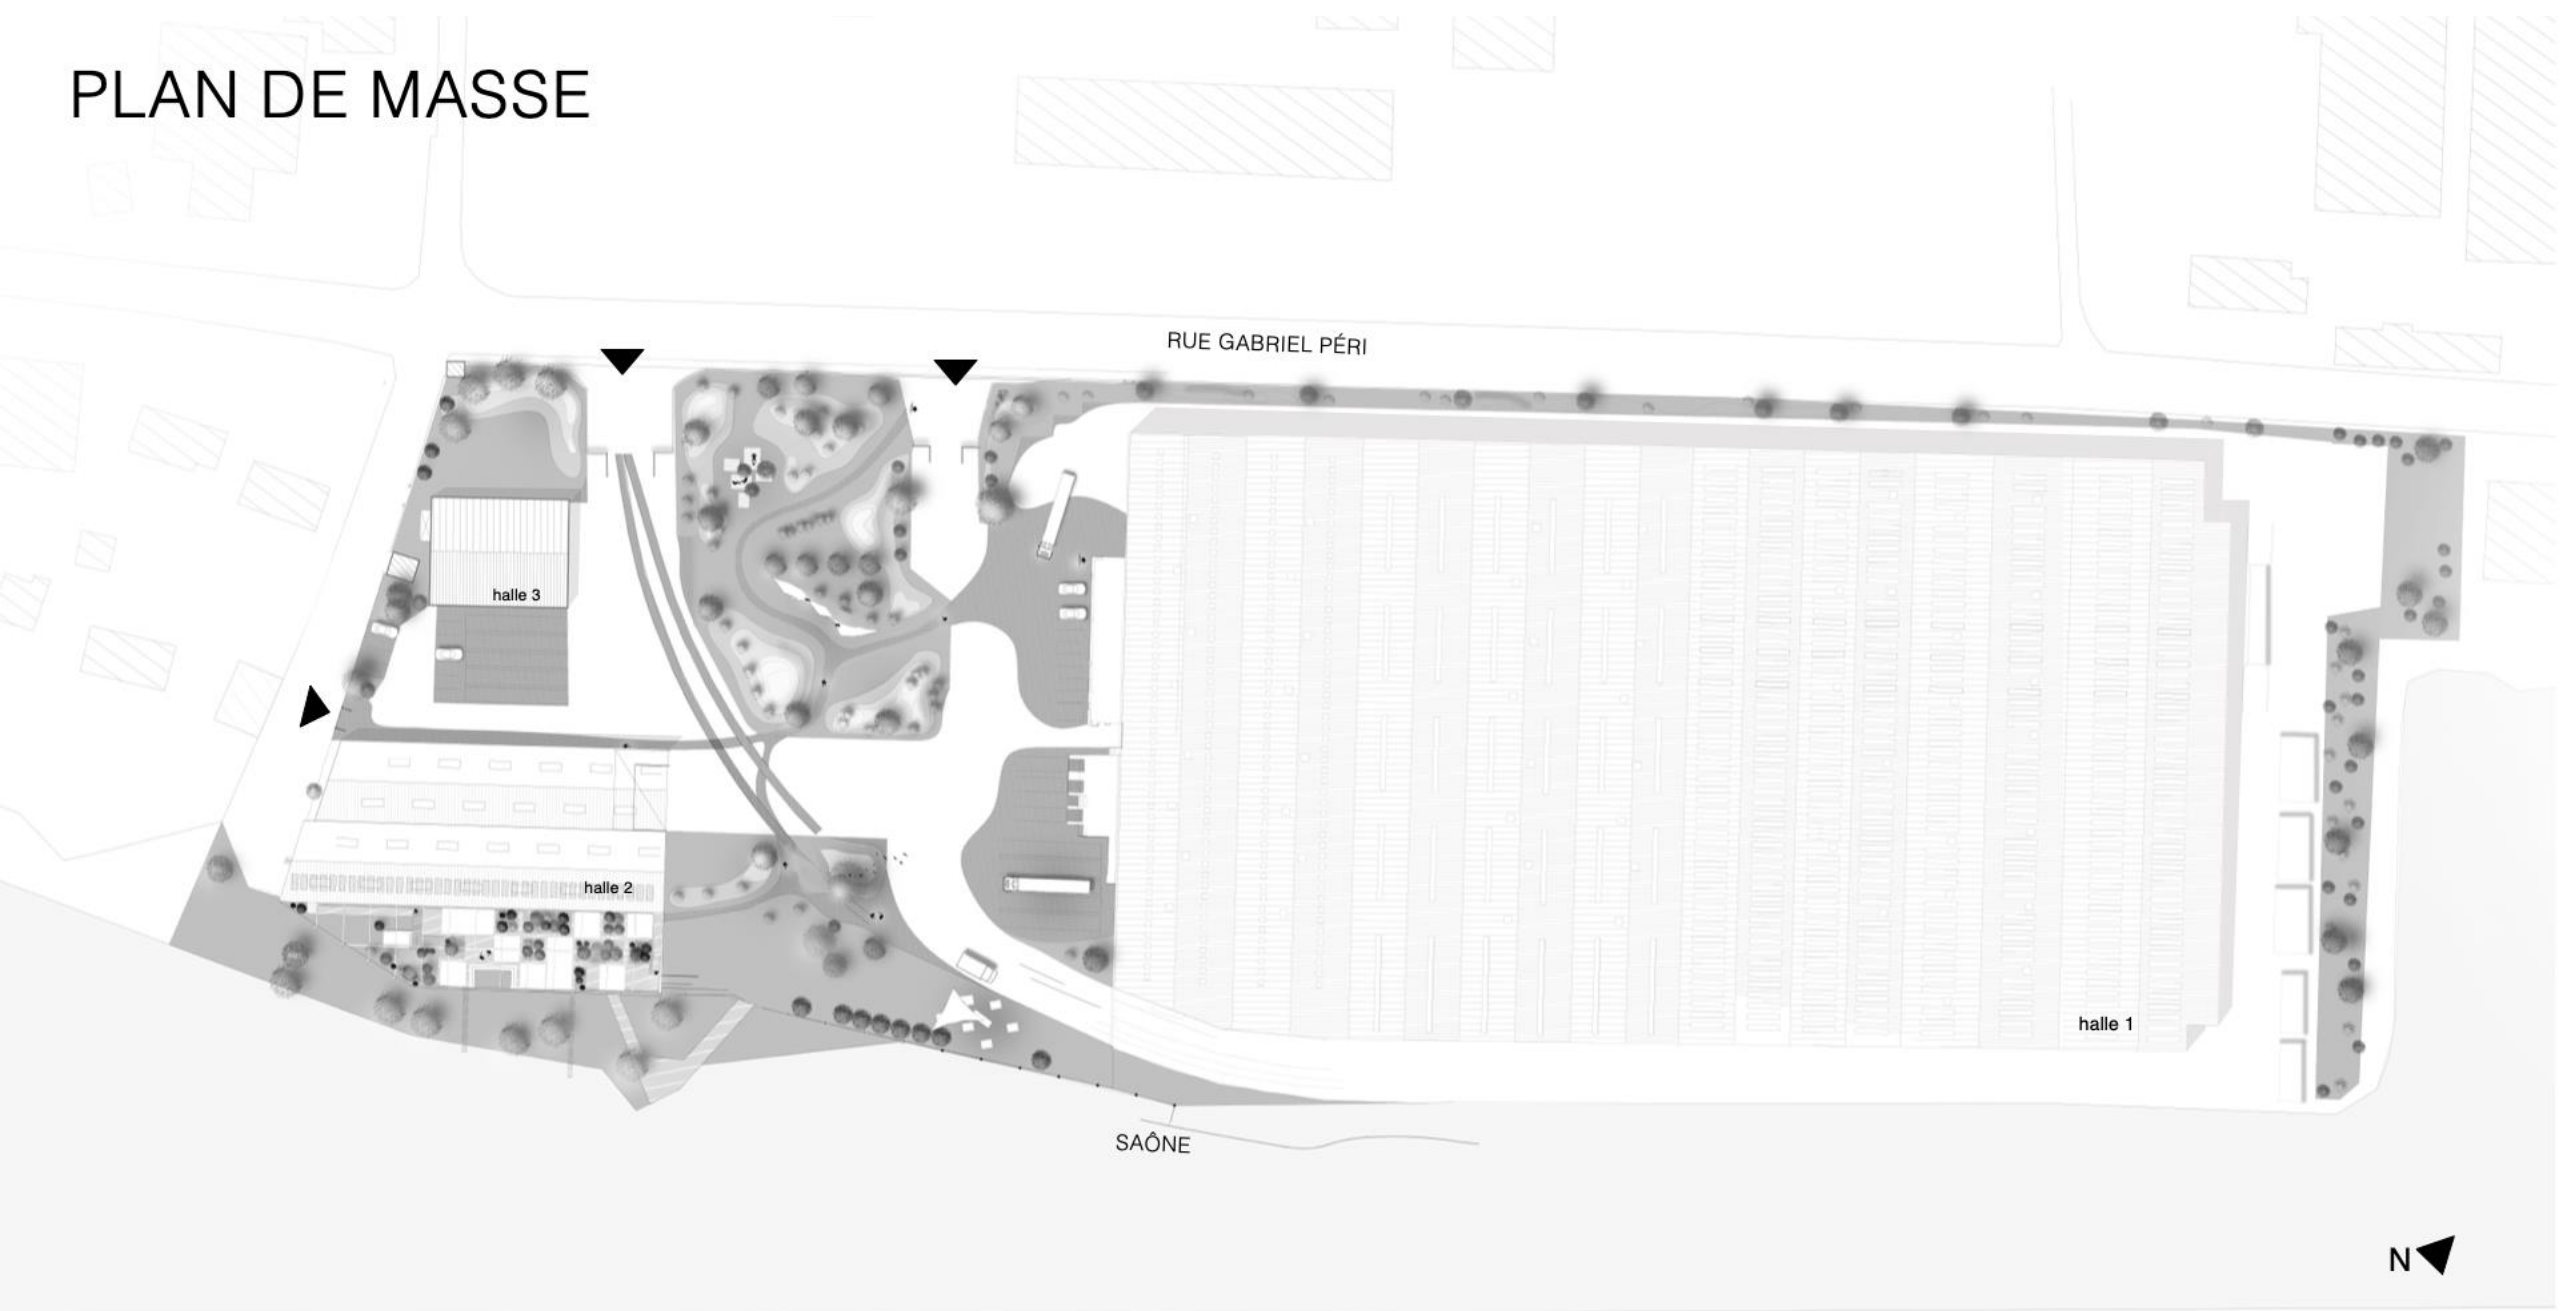 PLAN DE MASSE
RUE GABRIEL PÉRI
halle 3
halle 2
halle 1
SAÔNE
N